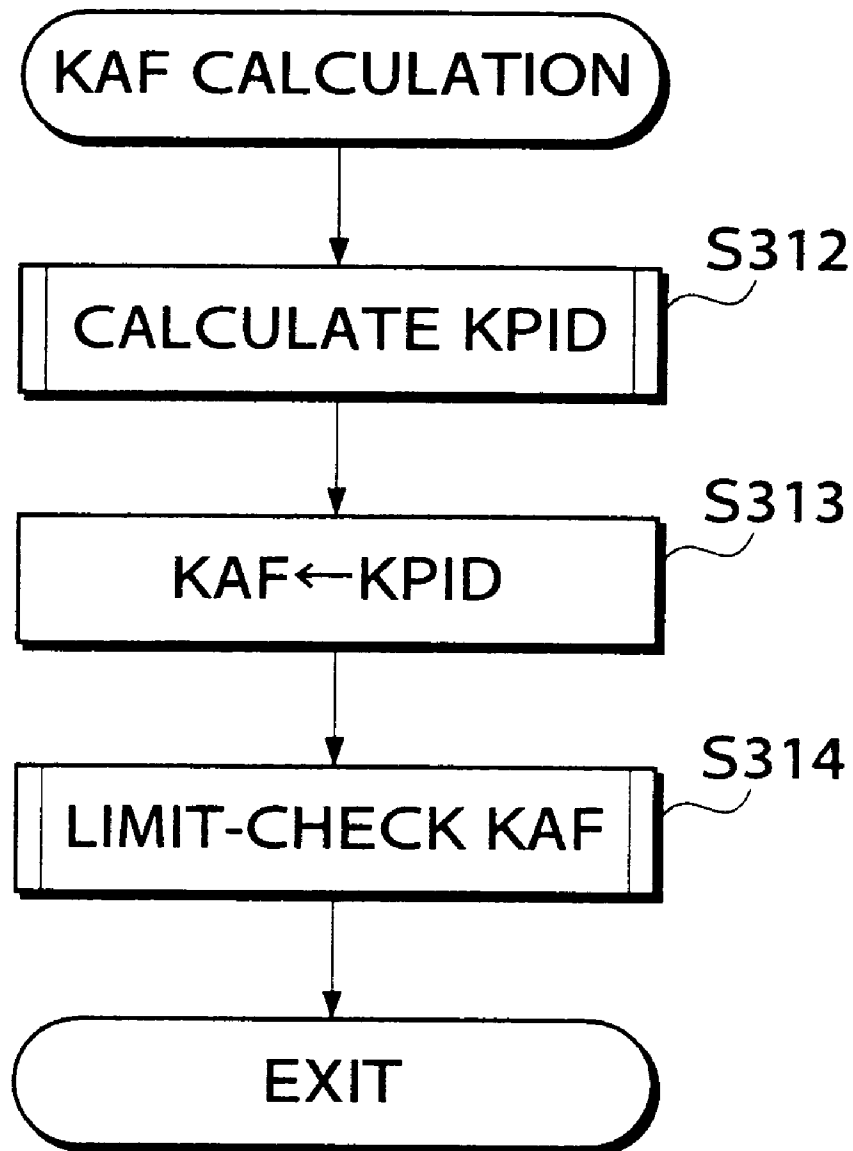 KAF CALCULATION
S312
CALCULATE KPID
S313
KAF←KPID
S314
LIMIT-CHECK KAF
EXIT